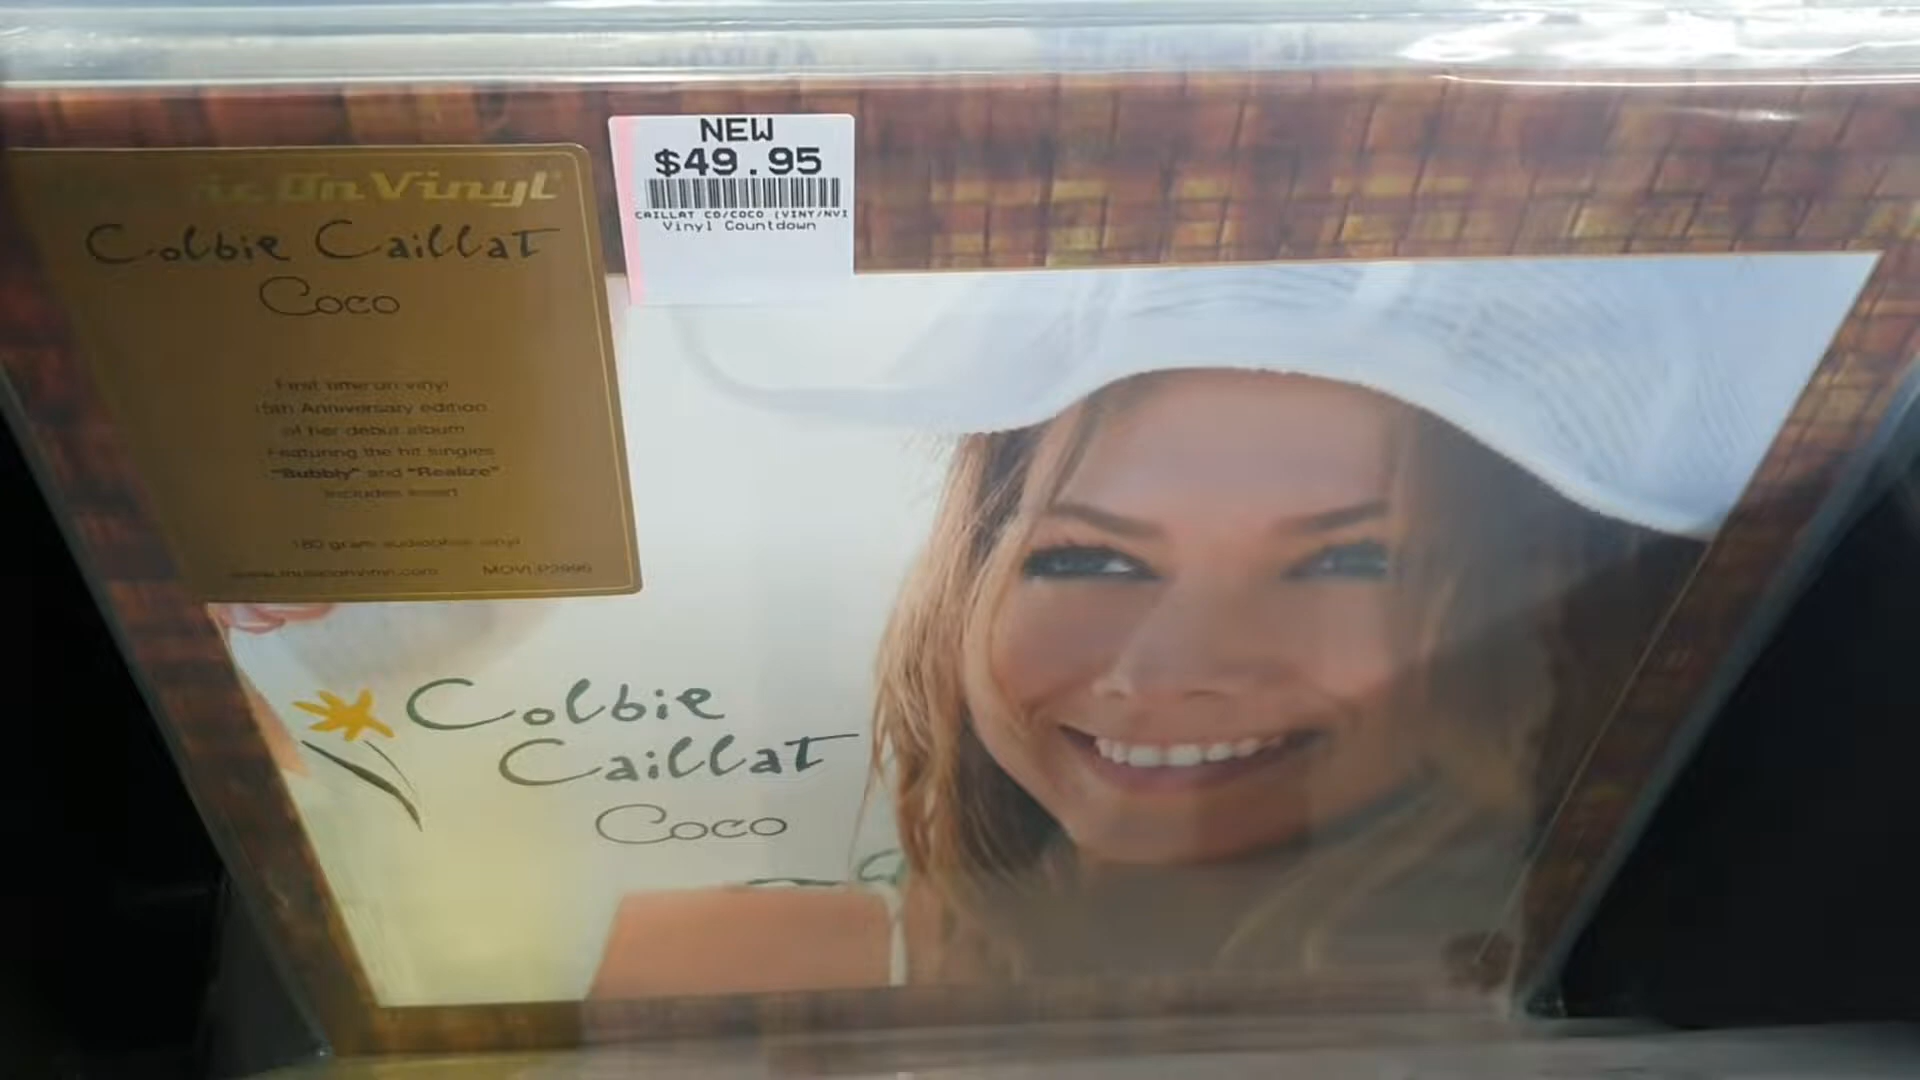 NEW
$49.95
CAILLAT CO/COCO (VINY/NVI
Vinyl Countdown
ic On Vinyl
Colbie Caillat
Coco
First time on vinyl
15th Anniversary edition
of her debut album
Featuring the hit singles
"Bubbly" and "Realize"
Includes insert
180 gram audiophile vinyl
www.musiconvinyl.com MOVLP2996
Colbie
Caillat
Coco